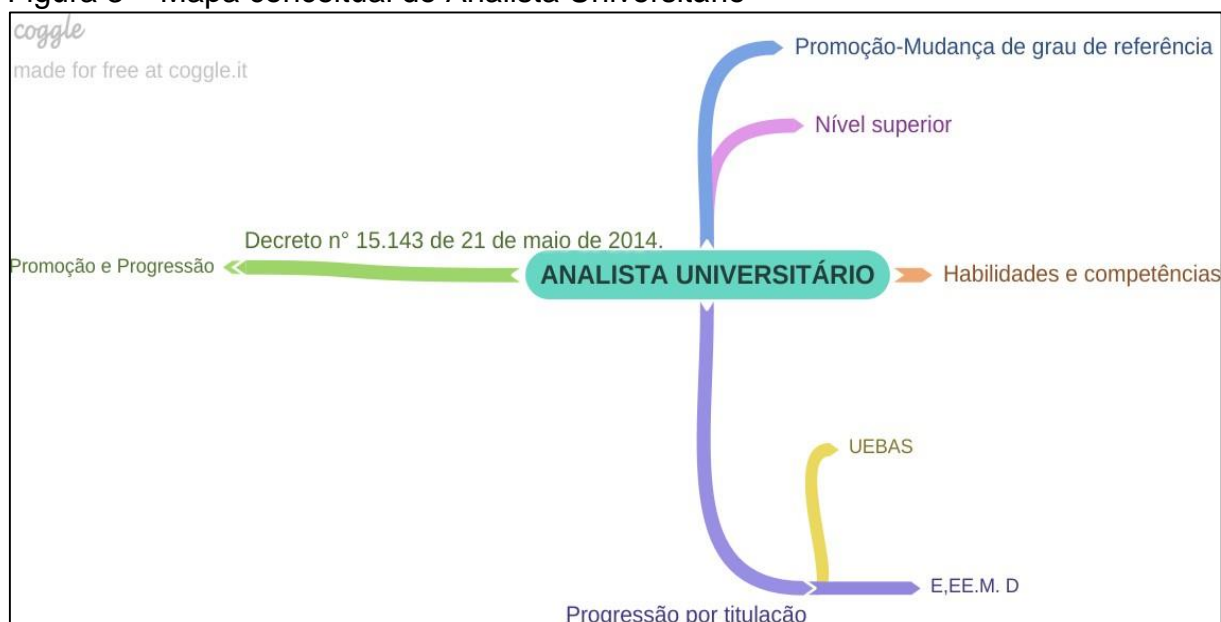 coggle
made for free at coggle.it
Promoção-Mudança de grau de referência
Nível superior
Decreto n° 15.143 de 21 de maio de 2014.
Promoção e Progressão
ANALISTA UNIVERSITÁRIO
Habilidades e competências
UEBAS
E,EE.M. D
Progressão por titulação